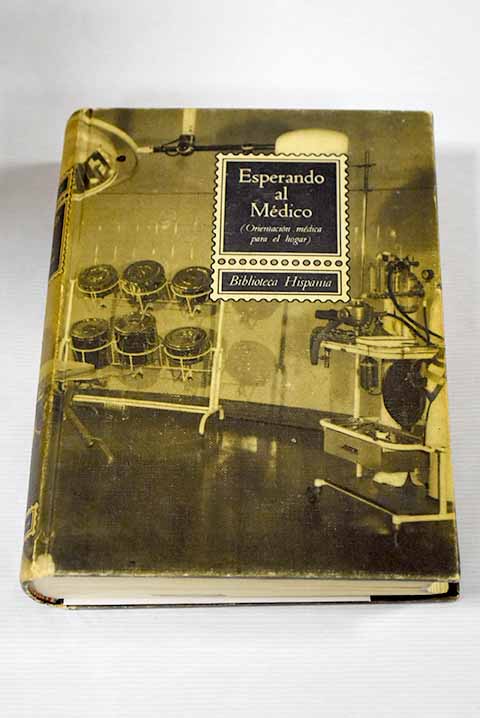 Esperando
al
Médico
(Orientación médica
para el hogar)
Biblioteca Hispania